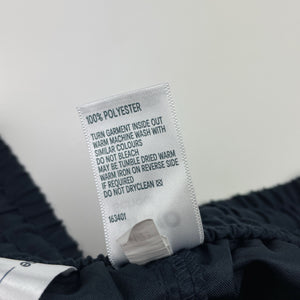 100% POLYESTER
TURN GARMENT INSIDE OUT
WARM MACHINE WASH WITH
SIMILAR COLOURS
DO NOT BLEACH
MAY BE TUMBLE DRIED WARM
WARM IRON ON REVERSE SIDE
IF REQUIRED
DO NOT DRYCLEAN
163401